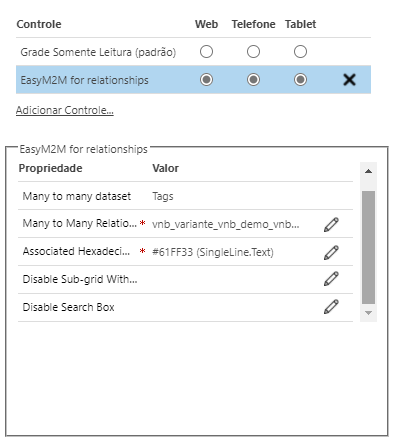 Controle Web Telefone Tablet
Grade Somente Leitura (padrão)
EasyM2M for relationships
Adicionar Controle...
EasyM2M for relationships
Propriedade Valor
Many to many dataset Tags
Many to Many Relatio... * vnb_variante_vnb_demo_vnb...
Associated Hexadeci... * #61FF33 (SingleLine.Text)
Disable Sub-grid With...
Disable Search Box